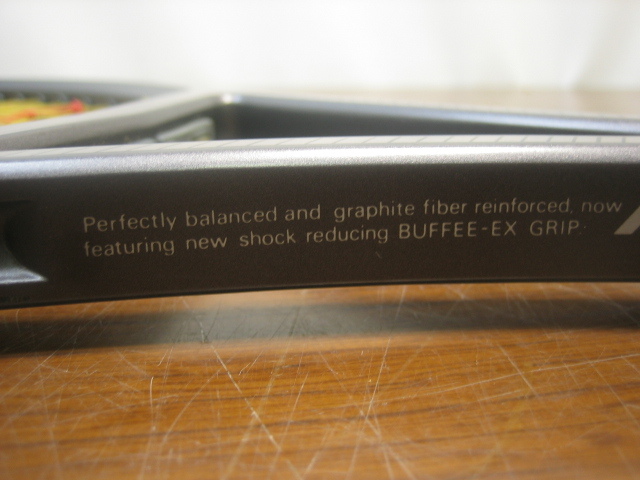 Perfectly balanced and graphite fiber reinforced, now
featuring new shock reducing BUFFEE-EX GRIP.